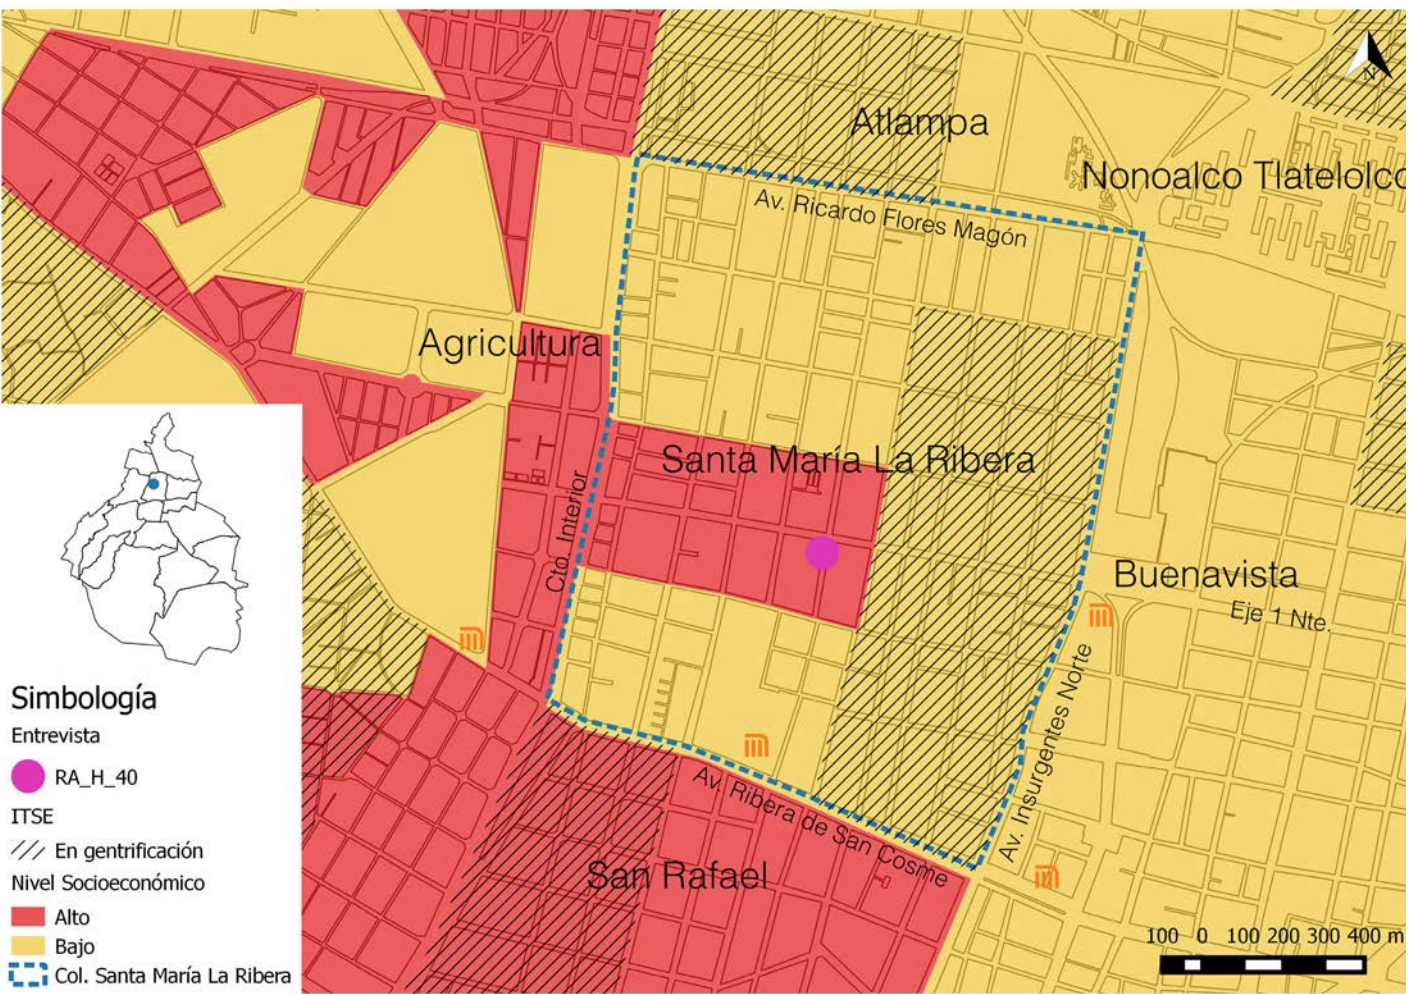 Atlampa
N
Nonoalco Tlatelolco
Av. Ricardo Flores Magón
Agricultura
Santa María La Ribera
Cto. Interior
Buenavista
Eje 1 Nte.
Av. Insurgentes Norte
Av. Ribera de San Cosme
San Rafael
Simbología
Entrevista
RA_H_40
ITSE
En gentrificación
Nivel Socioeconómico
Alto
Bajo
Col. Santa María La Ribera
100 0 100 200 300 400 m